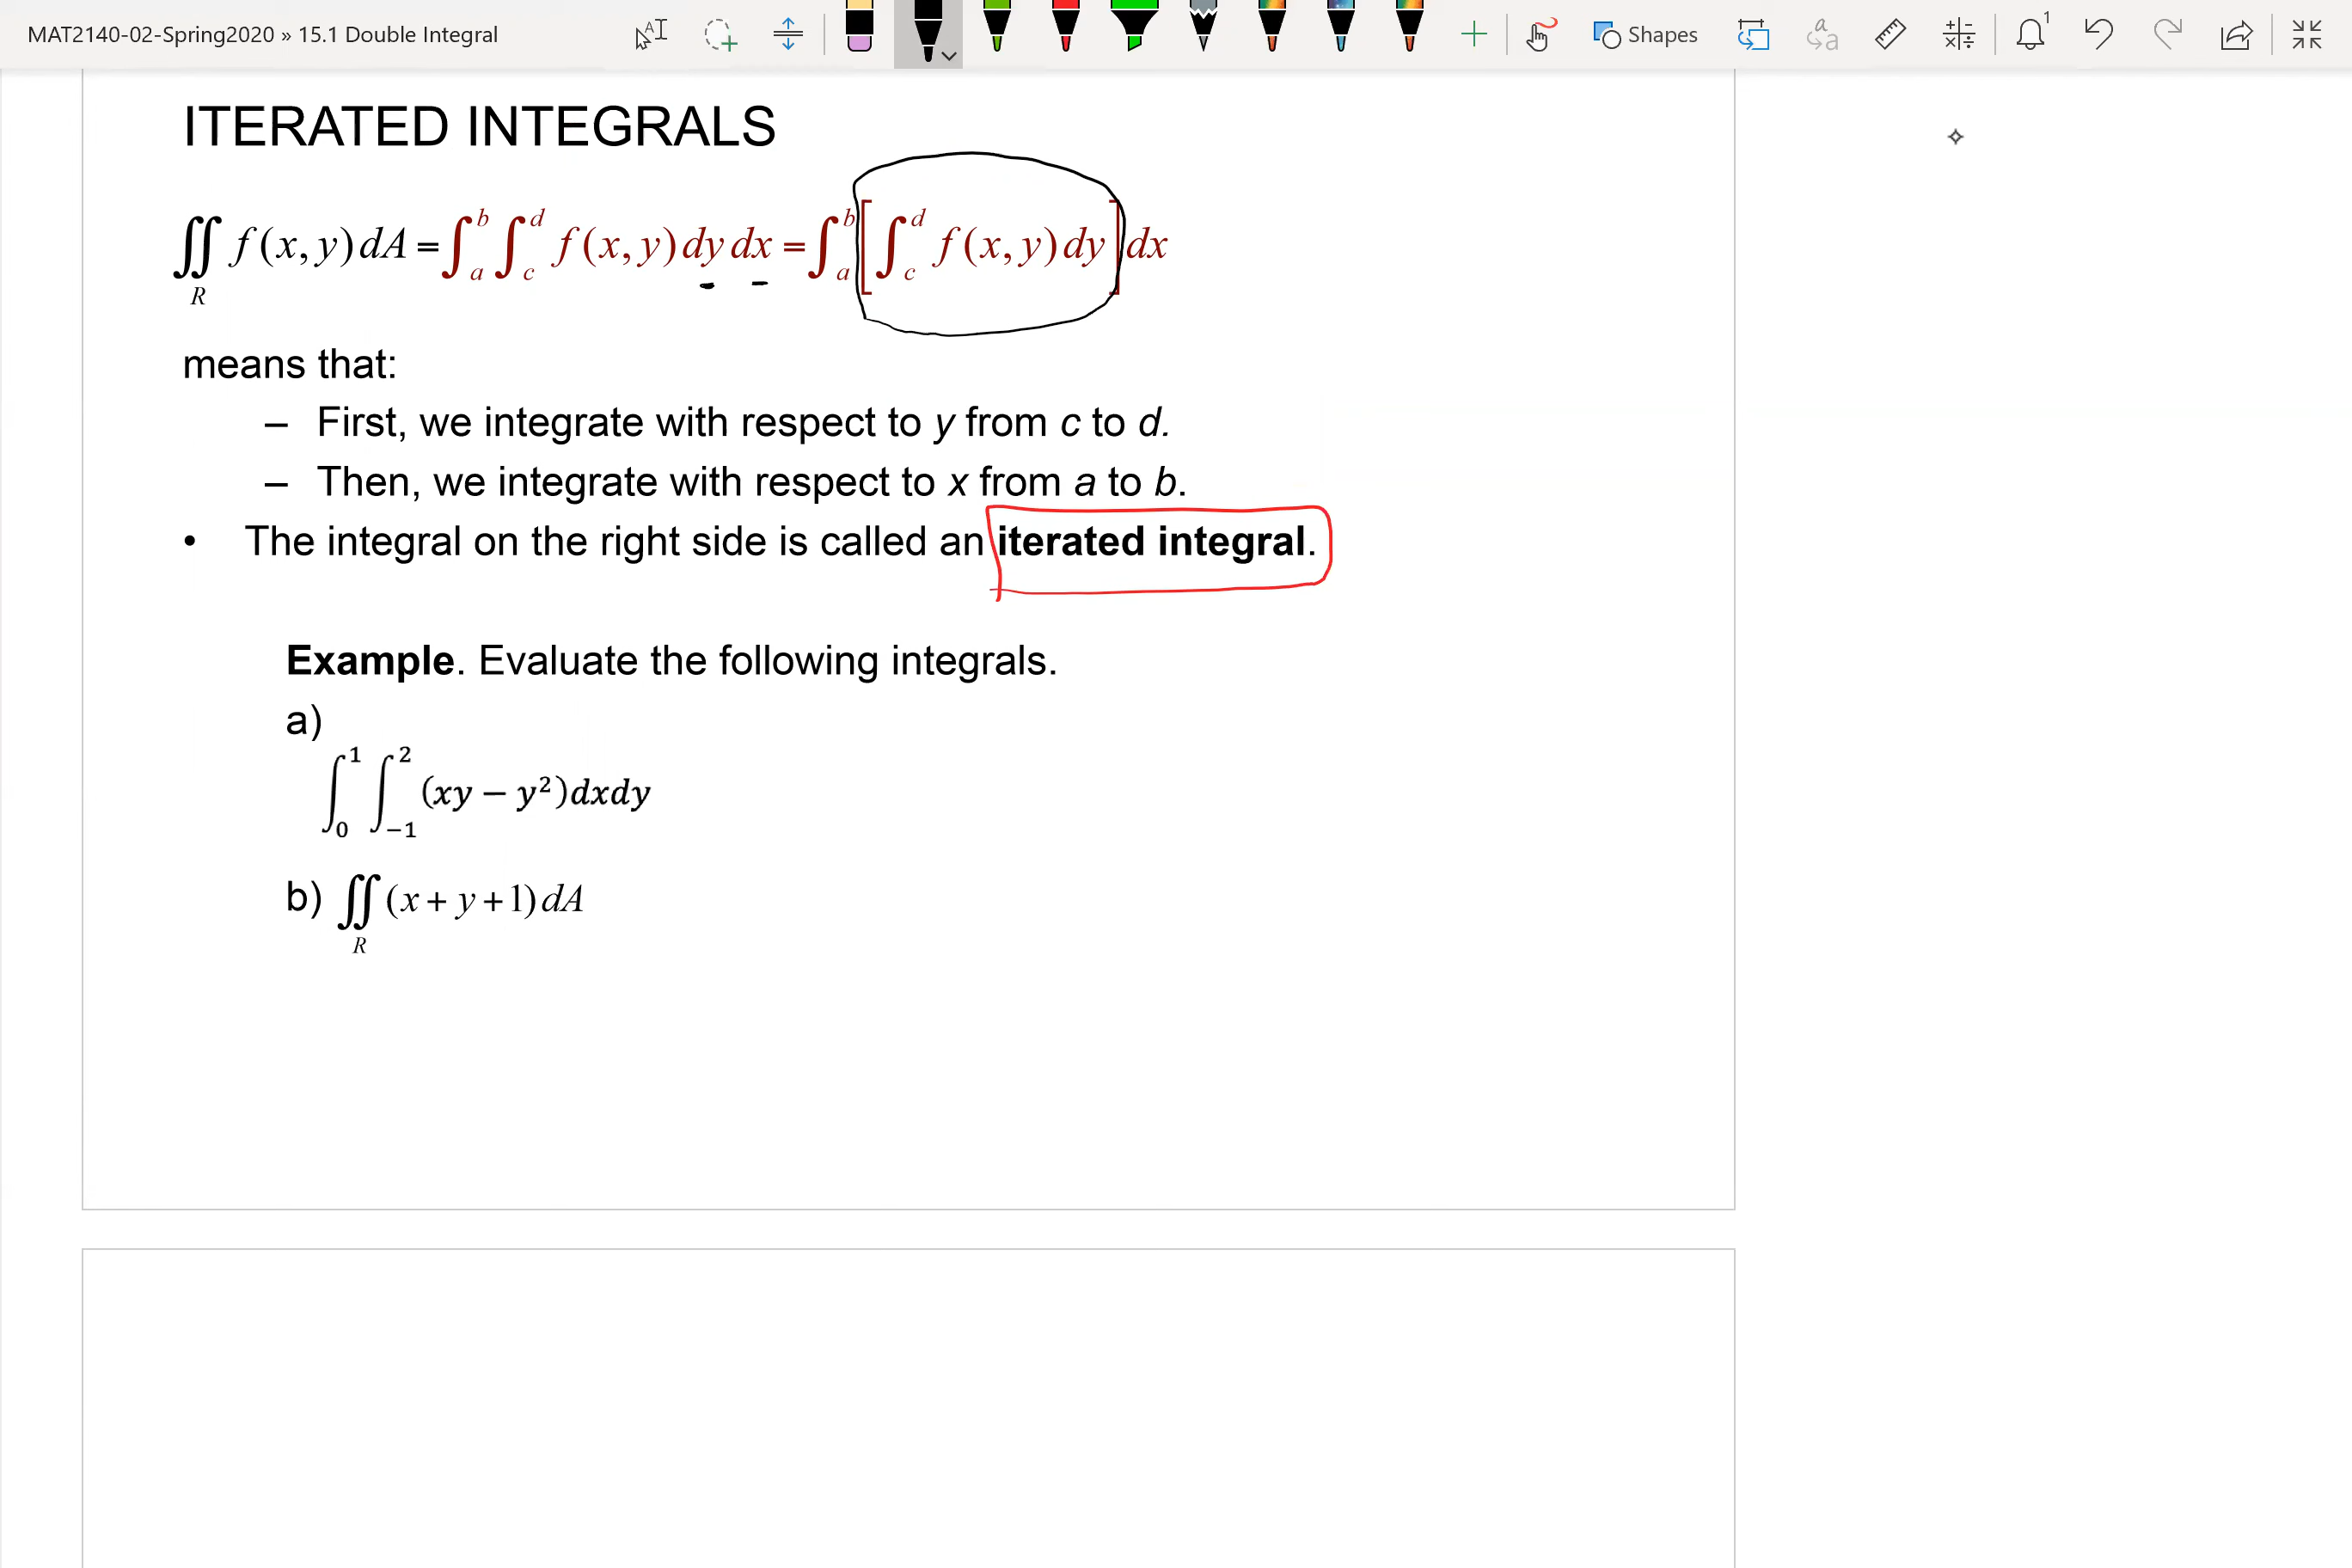 MAT2140-02-Spring2020 » 15.1 Double Integral
Shapes
1
ITERATED INTEGRALS
∬_R f(x, y) dA = ∫_a^b ∫_c^d f(x, y) dy dx = ∫_a^b [∫_c^d f(x, y) dy] dx
means that:
– First, we integrate with respect to y from c to d.
– Then, we integrate with respect to x from a to b.
• The integral on the right side is called an iterated integral.
Example. Evaluate the following integrals.
a)
∫_0^1 ∫_{-1}^2 (xy − y²)dxdy
b) ∬_R (x + y + 1) dA